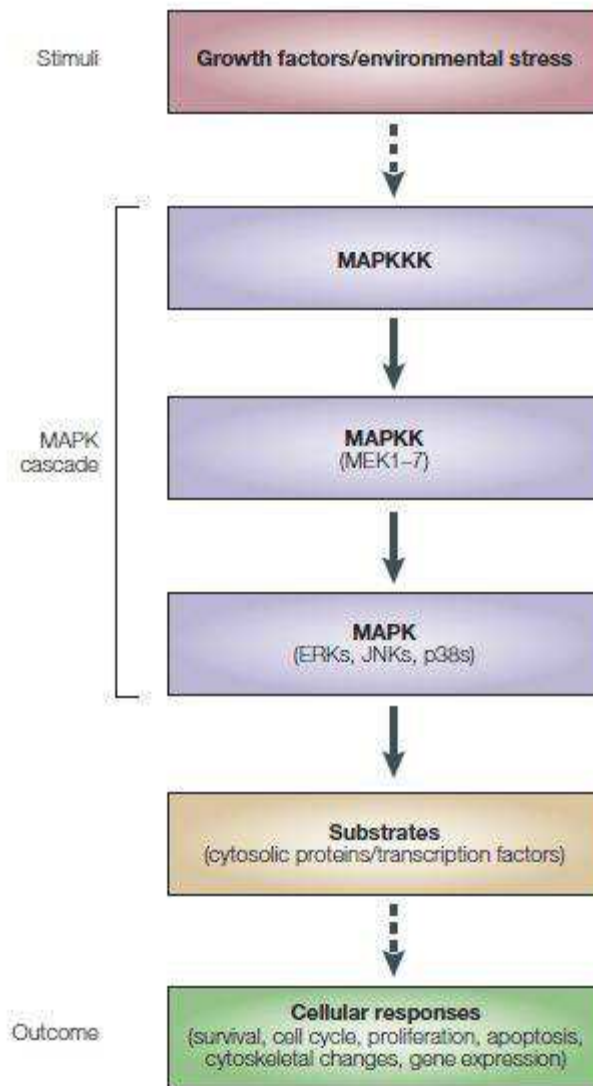 Stimuli
Growth factors/environmental stress
MAPKKK
MAPK
cascade
MAPKK
(MEK1–7)
MAPK
(ERKs, JNKs, p38s)
Substrates
(cytosolic proteins/transcription factors)
Outcome
Cellular responses
(survival, cell cycle, proliferation, apoptosis,
cytoskeletal changes, gene expression)